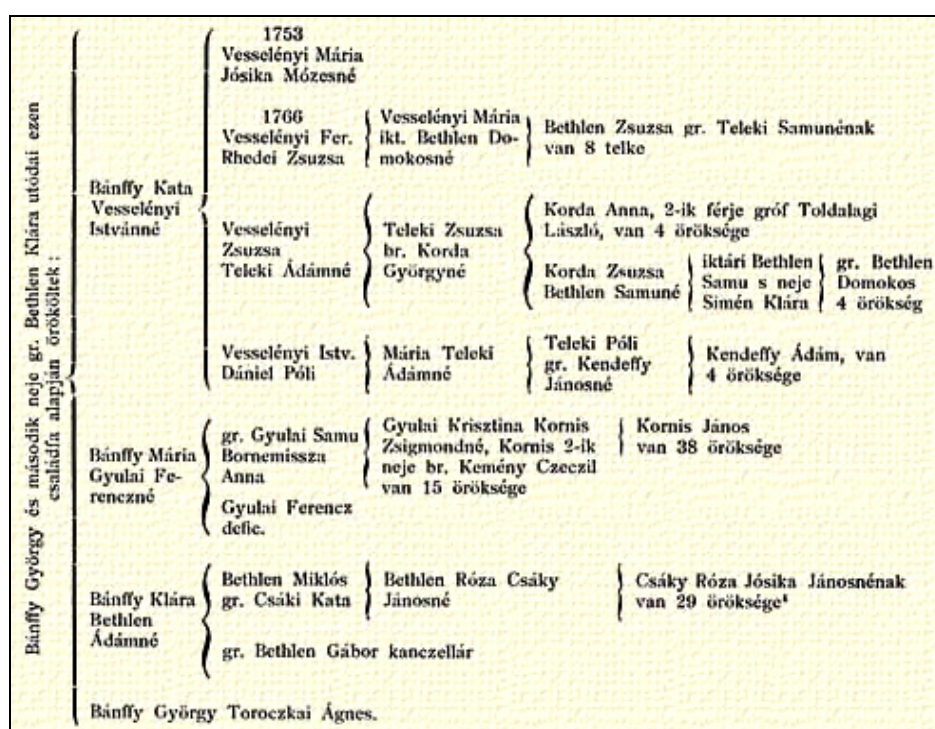 Bánffy György és második neje gr. Bethlen Klára utódai ezen
családfa alapján örököltek :
Bánffy Kata
Vesselényi
Istvánné
1753
Vesselényi Mária
Jósika Mózesné
1766
Vesselényi Fer.
Rhedei Zsuzsa
Vesselényi Mária
ikt. Bethlen Do-
mokosné
Bethlen Zsuzsa gr. Teleki Samunénak
van 8 telke
Vesselényi
Zsuzsa
Teleki Ádámné
Teleki Zsuzsa
br. Korda
Györgyné
Korda Anna, 2-ik férje gróf Toldalagi
László, van 4 öröksége
Korda Zsuzsa
Bethlen Samuné
iktári Bethlen
Samu s neje
Simén Klára
gr. Bethlen
Domokos
4 örökség
Vesselényi Istv.
Dániel Póli
Mária Teleki
Ádámné
Teleki Póli
gr. Kendeffy
Jánosné
Kendeffy Ádám, van
4 öröksége
Bánffy Mária
Gyulai Fe-
renczné
gr. Gyulai Samu
Bornemissza
Anna
Gyulai Krisztina Kornis
Zsigmondné, Kornis 2-ik
neje br. Kemény Czeczil
van 15 öröksége
Kornis János
van 38 öröksége
Gyulai Ferencz
defic.
Bánffy Klára
Bethlen
Ádámné
Bethlen Miklós
gr. Csáki Kata
Bethlen Róza Csáky
Jánosné
Csáky Róza Jósika Jánosnénak
van 29 öröksége
gr. Bethlen Gábor kanczellár
Bánffy György Toroczkai Ágnes.